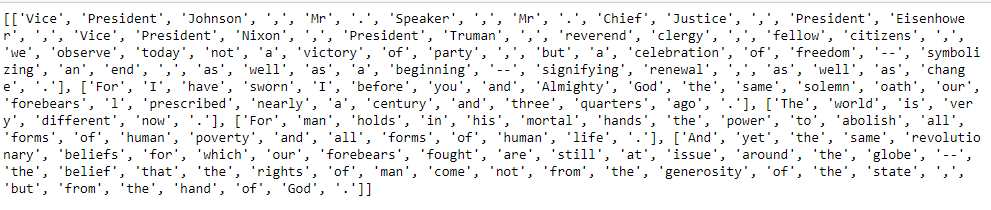 [['Vice', 'President', 'Johnson', ',', 'Mr', '.', 'Speaker', ',', 'Mr', '.', 'Chief', 'Justice', ',', 'President', 'Eisenhowe
r', ',', 'Vice', 'President', 'Nixon', ',', 'President', 'Truman', ',', 'reverend', 'clergy', ',', 'fellow', 'citizens', ',',
'we', 'observe', 'today', 'not', 'a', 'victory', 'of', 'party', ',', 'but', 'a', 'celebration', 'of', 'freedom', '--', 'symboli
zing', 'an', 'end', ',', 'as', 'well', 'as', 'a', 'beginning', '--', 'signifying', 'renewal', ',', 'as', 'well', 'as', 'chang
e', '.'], ['For', 'I', 'have', 'sworn', 'I', 'before', 'you', 'and', 'Almighty', 'God', 'the', 'same', 'solemn', 'oath', 'our',
'forebears', 'l', 'prescribed', 'nearly', 'a', 'century', 'and', 'three', 'quarters', 'ago', '.'], ['The', 'world', 'is', 'ver
y', 'different', 'now', '.'], ['For', 'man', 'holds', 'in', 'his', 'mortal', 'hands', 'the', 'power', 'to', 'abolish', 'all',
'forms', 'of', 'human', 'poverty', 'and', 'all', 'forms', 'of', 'human', 'life', '.'], ['And', 'yet', 'the', 'same', 'revolutio
nary', 'beliefs', 'for', 'which', 'our', 'forebears', 'fought', 'are', 'still', 'at', 'issue', 'around', 'the', 'globe', '--',
'the', 'belief', 'that', 'the', 'rights', 'of', 'man', 'come', 'not', 'from', 'the', 'generosity', 'of', 'the', 'state', ',',
'but', 'from', 'the', 'hand', 'of', 'God', '.']]